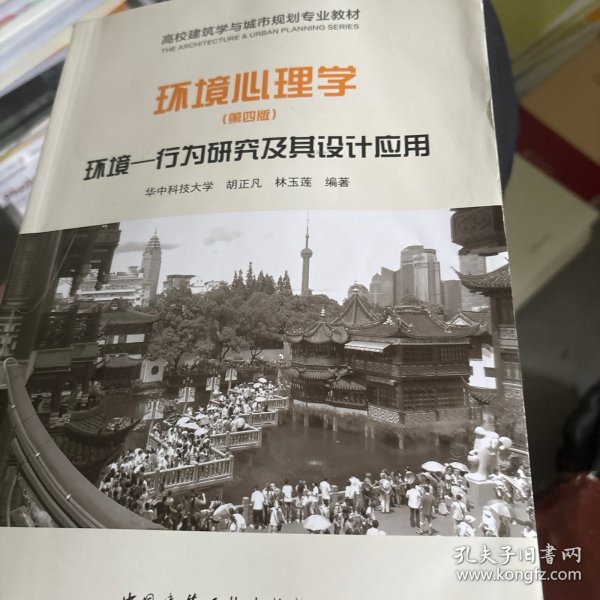 高校建筑学与城市规划专业教材
THE ARCHITECTURE & URBAN PLANNING SERIES
环境心理学
(第四版)
环境—行为研究及其设计应用
华中科技大学 胡正凡 林玉莲 编著
孔夫子旧书网
www.kongfz.com